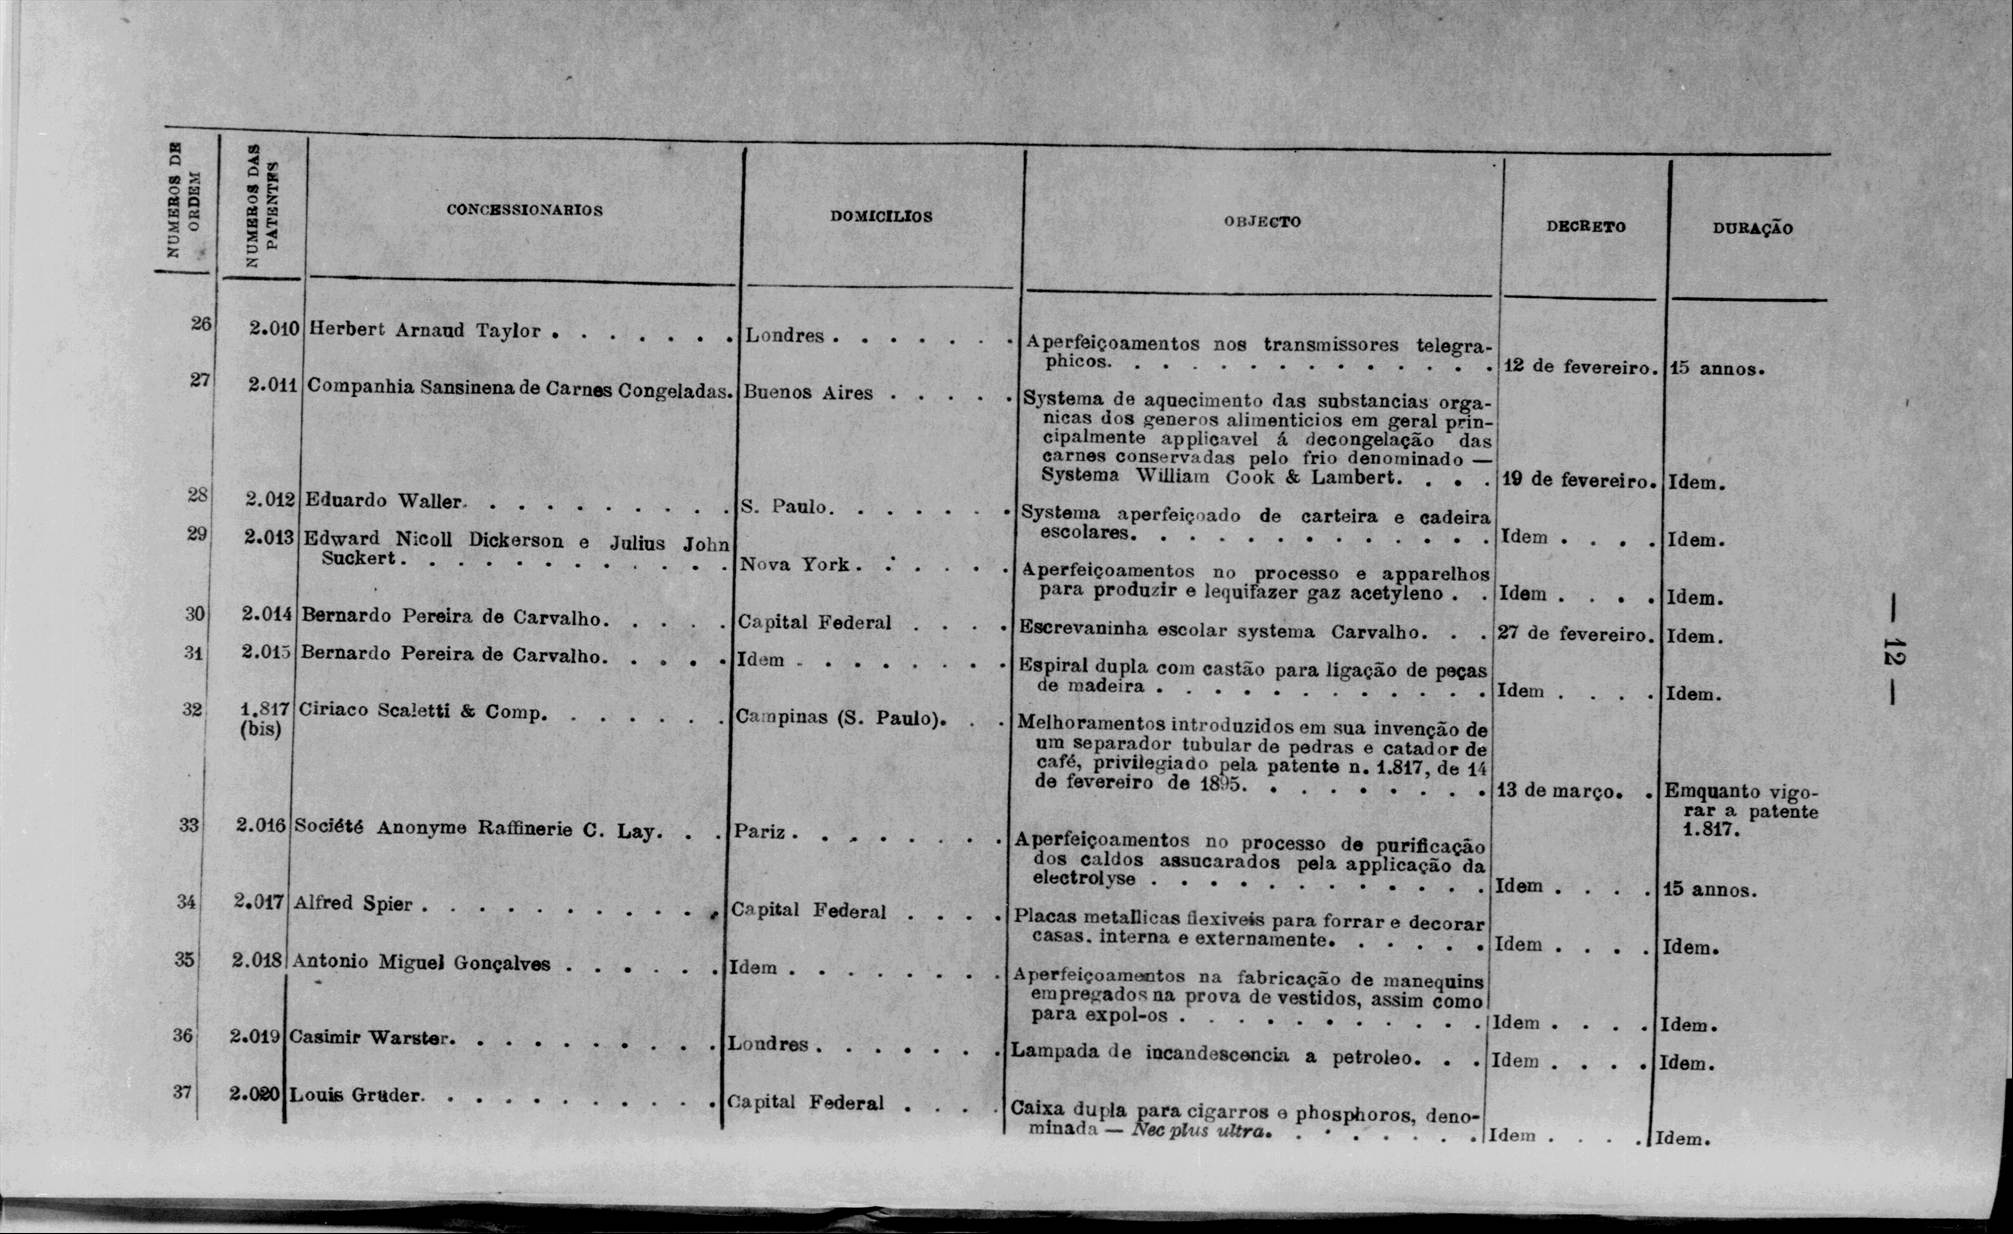 NUMEROS DE ORDEM
NUMEROS DAS PATENTES
CONCESSIONARIOS
DOMICILIOS
OBJECTO
DECRETO
DURAÇÃO
26 2.010 Herbert Arnaud Taylor . . . . . . . Londres . . . . . . . Aperfeiçoamentos nos transmissores telegra-
phicos. . . . . . . . . . . . . . 12 de fevereiro. 15 annos.
27 2.011 Companhia Sansinena de Carnes Congeladas. Buenos Aires . . . . . Systema de aquecimento das substancias orga-
nicas dos generos alimenticios em geral prin-
cipalmente applicavel á decongelação das
carnes conservadas pelo frio denominado —
Systema William Cook & Lambert. . . . 19 de fevereiro. Idem.
28 2.012 Eduardo Waller. . . . . . . . . . S. Paulo. . . . . . . Systema aperfeiçoado de carteira e cadeira
escolares. . . . . . . . . . . . . Idem . . . . Idem.
29 2.013 Edward Nicoll Dickerson e Julius John
Suckert. . . . . . . . . . . . Nova York . . . . . . Aperfeiçoamentos no processo e apparelhos
para produzir e lequifazer gaz acetyleno . . Idem . . . . Idem.
30 2.014 Bernardo Pereira de Carvalho. . . . . Capital Federal . . . . Escrevaninha escolar systema Carvalho. . . 27 de fevereiro. Idem.
31 2.015 Bernardo Pereira de Carvalho. . . . . Idem . . . . . . . . Espiral dupla com castão para ligação de peças
de madeira . . . . . . . . . . . . Idem . . . . Idem.
32 1.817 Ciriaco Scaletti & Comp. . . . . . . Campinas (S. Paulo). . . Melhoramentos introduzidos em sua invenção de
(bis) um separador tubular de pedras e catador de
café, privilegiado pela patente n. 1.817, de 14
de fevereiro de 1895. . . . . . . . . 13 de março. . Emquanto vigo-
rar a patente
1.817.
33 2.016 Société Anonyme Raffinerie C. Lay. . . Pariz . . . . . . . . Aperfeiçoamentos no processo de purificação
dos caldos assucarados pela applicação da
electrolyse . . . . . . . . . . . . Idem . . . . 15 annos.
34 2.017 Alfred Spier . . . . . . . . . . . Capital Federal . . . . Placas metallicas flexiveis para forrar e decorar
casas. interna e externamente. . . . . . Idem . . . . Idem.
35 2.018 Antonio Miguel Gonçalves . . . . . . Idem . . . . . . . . Aperfeiçoamentos na fabricação de manequins
empregados na prova de vestidos, assim como
para expol-os . . . . . . . . . . . Idem . . . . Idem.
36 2.019 Casimir Warster. . . . . . . . . . Londres . . . . . . . Lampada de incandescencia a petroleo. . . Idem . . . . Idem.
37 2.020 Louis Gruder. . . . . . . . . . . Capital Federal . . . . Caixa dupla para cigarros e phosphoros, deno-
minada — Nec plus ultra. . . . . . . . Idem . . . . Idem.
— 12 —